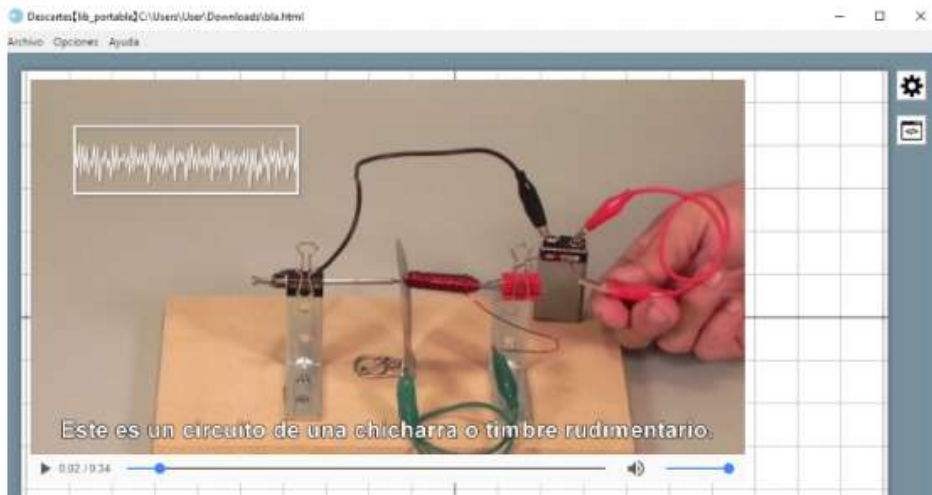 Descartes【lib_portable】C:\Users\User\Downloads\bla.html
Archivo Opciones Ayuda
Este es un circuito de una chicharra o timbre rudimentario.
0:02 / 0:34